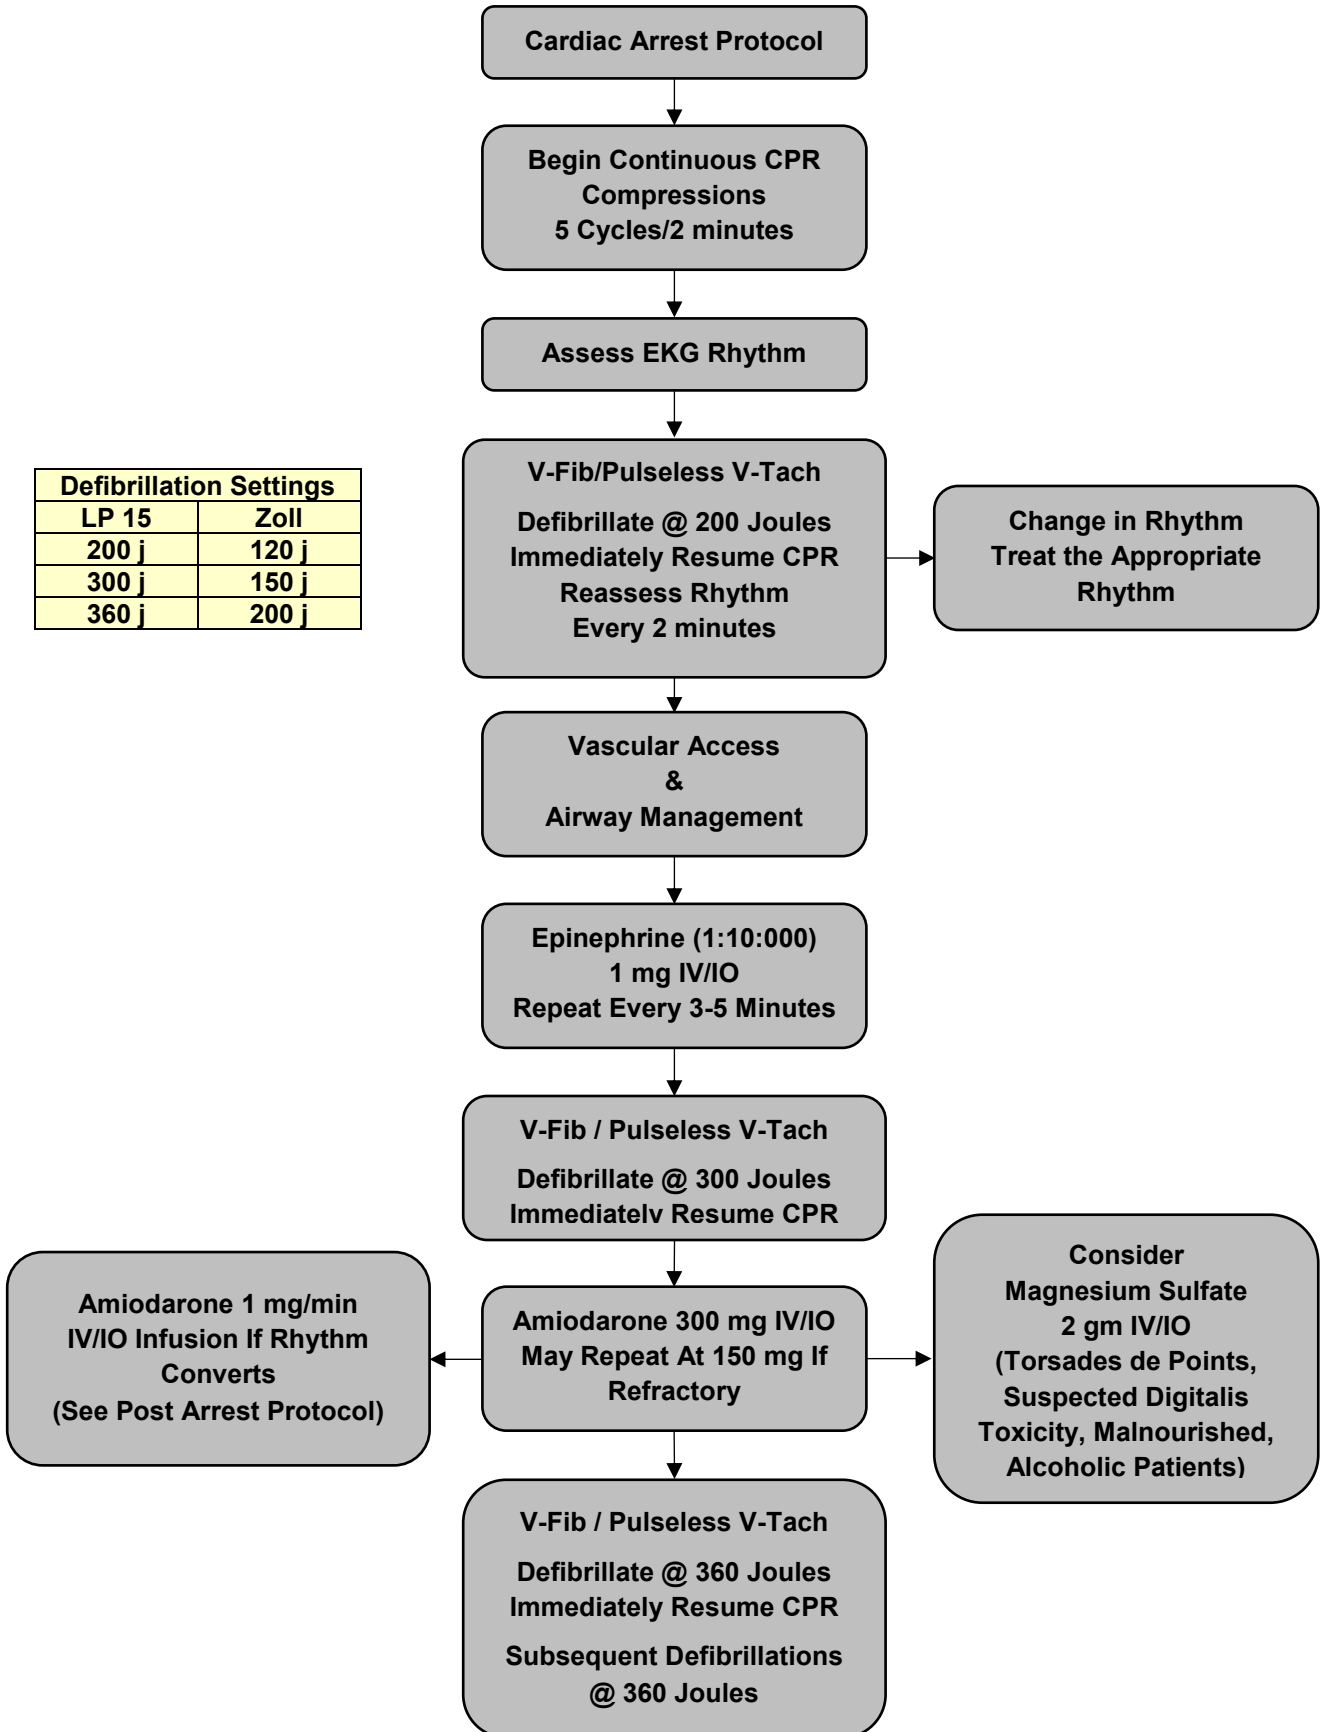 Cardiac Arrest Protocol
Begin Continuous CPR
Compressions
5 Cycles/2 minutes
Assess EKG Rhythm
Defibrillation Settings
LP 15 Zoll
200 j 120 j
300 j 150 j
360 j 200 j
V-Fib/Pulseless V-Tach
Defibrillate @ 200 Joules
Immediately Resume CPR
Reassess Rhythm
Every 2 minutes
Change in Rhythm
Treat the Appropriate
Rhythm
Vascular Access
&
Airway Management
Epinephrine (1:10:000)
1 mg IV/IO
Repeat Every 3-5 Minutes
V-Fib / Pulseless V-Tach
Defibrillate @ 300 Joules
Immediately Resume CPR
Amiodarone 1 mg/min
IV/IO Infusion If Rhythm
Converts
(See Post Arrest Protocol)
Amiodarone 300 mg IV/IO
May Repeat At 150 mg If
Refractory
Consider
Magnesium Sulfate
2 gm IV/IO
(Torsades de Points,
Suspected Digitalis
Toxicity, Malnourished,
Alcoholic Patients)
V-Fib / Pulseless V-Tach
Defibrillate @ 360 Joules
Immediately Resume CPR
Subsequent Defibrillations
@ 360 Joules